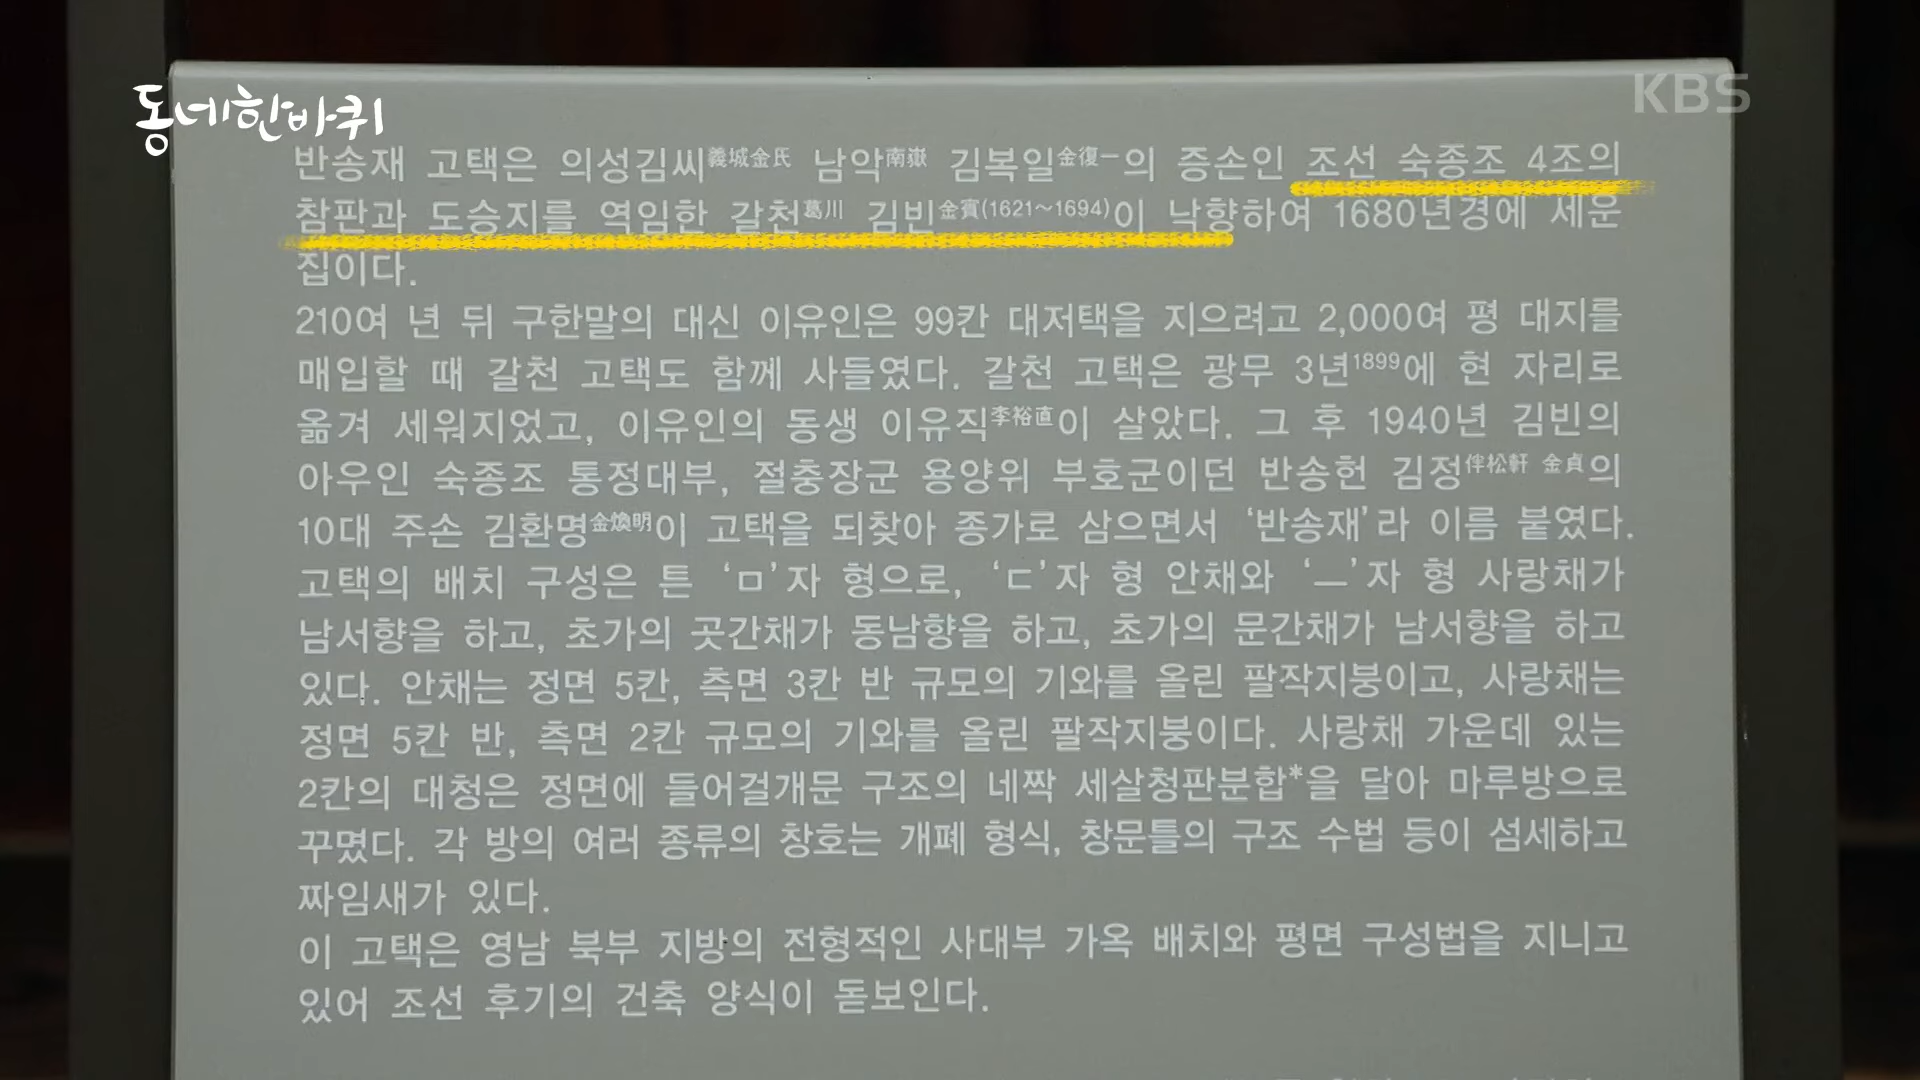 동네한바퀴
KBS
반송재 고택은 의성김씨義城金氏 남악南嶽 김복일金復一의 증손인 조선 숙종조 4조의
참판과 도승지를 역임한 갈천葛川 김빈金賓(1621~1694)이 낙향하여 1680년경에 세운
집이다.
210여 년 뒤 구한말의 대신 이유인은 99칸 대저택을 지으려고 2,000여 평 대지를
매입할 때 갈천 고택도 함께 사들였다. 갈천 고택은 광무 3년1899에 현 자리로
옮겨 세워지었고, 이유인의 동생 이유직李裕直이 살았다. 그 후 1940년 김빈의
아우인 숙종조 통정대부, 절충장군 용양위 부호군이던 반송헌 김정伴松軒 金貞의
10대 주손 김환명金煥明이 고택을 되찾아 종가로 삼으면서 ‘반송재’라 이름 붙였다.
고택의 배치 구성은 튼 ‘ㅁ’자 형으로, ‘ㄷ’자 형 안채와 ‘ㅡ’자 형 사랑채가
남서향을 하고, 초가의 곳간채가 동남향을 하고, 초가의 문간채가 남서향을 하고
있다. 안채는 정면 5칸, 측면 3칸 반 규모의 기와를 올린 팔작지붕이고, 사랑채는
정면 5칸 반, 측면 2칸 규모의 기와를 올린 팔작지붕이다. 사랑채 가운데 있는
2칸의 대청은 정면에 들어걸개문 구조의 네짝 세살청판분합*을 달아 마루방으로
꾸몄다. 각 방의 여러 종류의 창호는 개폐 형식, 창문틀의 구조 수법 등이 섬세하고
짜임새가 있다.
이 고택은 영남 북부 지방의 전형적인 사대부 가옥 배치와 평면 구성법을 지니고
있어 조선 후기의 건축 양식이 돋보인다.